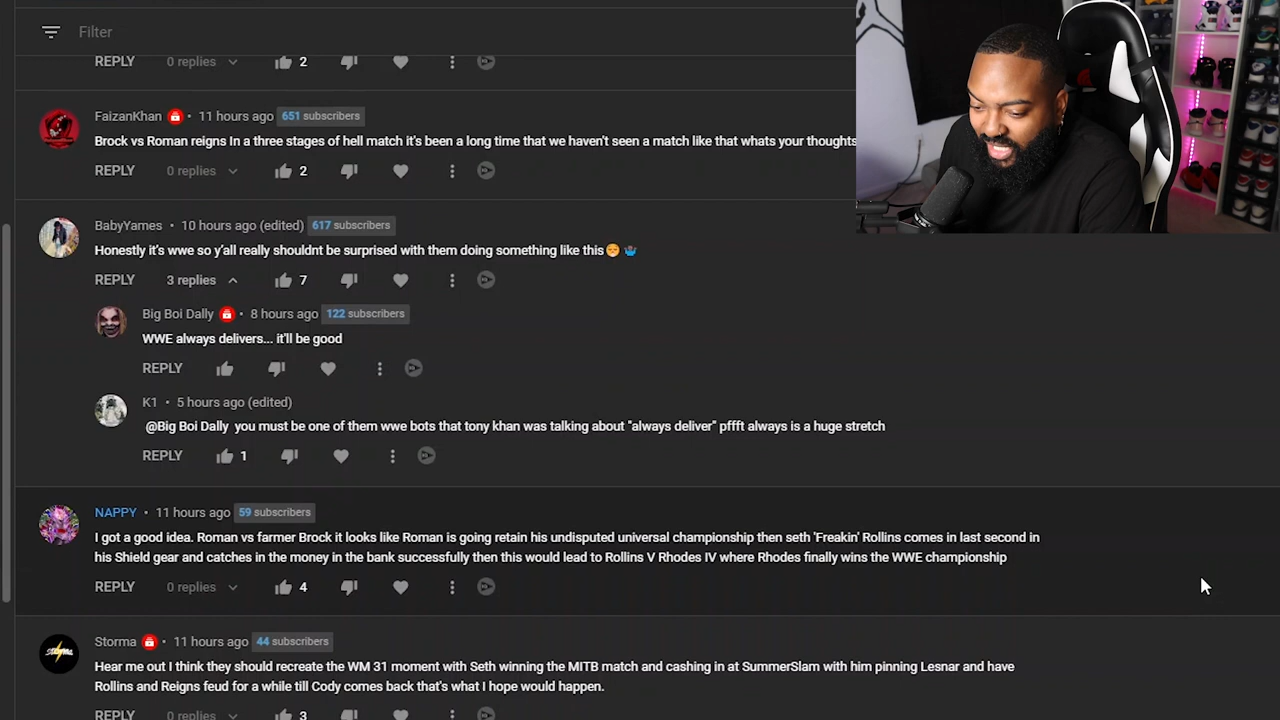 Filter
REPLY 0 replies 2
FaizanKhan • 11 hours ago 651 subscribers
Brock vs Roman reigns In a three stages of hell match it's been a long time that we haven't seen a match like that whats your thoughts
REPLY 0 replies 2
BabyYames • 10 hours ago (edited) 617 subscribers
Honestly it's wwe so y'all really shouldnt be surprised with them doing something like this
REPLY 3 replies 7
Big Boi Dally • 8 hours ago 122 subscribers
WWE always delivers... it'll be good
REPLY
K1 • 5 hours ago (edited)
@Big Boi Dally you must be one of them wwe bots that tony khan was talking about "always deliver" pffft always is a huge stretch
REPLY 1
NAPPY • 11 hours ago 59 subscribers
I got a good idea. Roman vs farmer Brock it looks like Roman is going retain his undisputed universal championship then seth 'Freakin' Rollins comes in last second in
his Shield gear and catches in the money in the bank successfully then this would lead to Rollins V Rhodes IV where Rhodes finally wins the WWE championship
REPLY 0 replies 4
Storma • 11 hours ago 44 subscribers
Hear me out I think they should recreate the WM 31 moment with Seth winning the MITB match and cashing in at SummerSlam with him pinning Lesnar and have
Rollins and Reigns feud for a while till Cody comes back that's what I hope would happen.
REPLY 0 replies 3